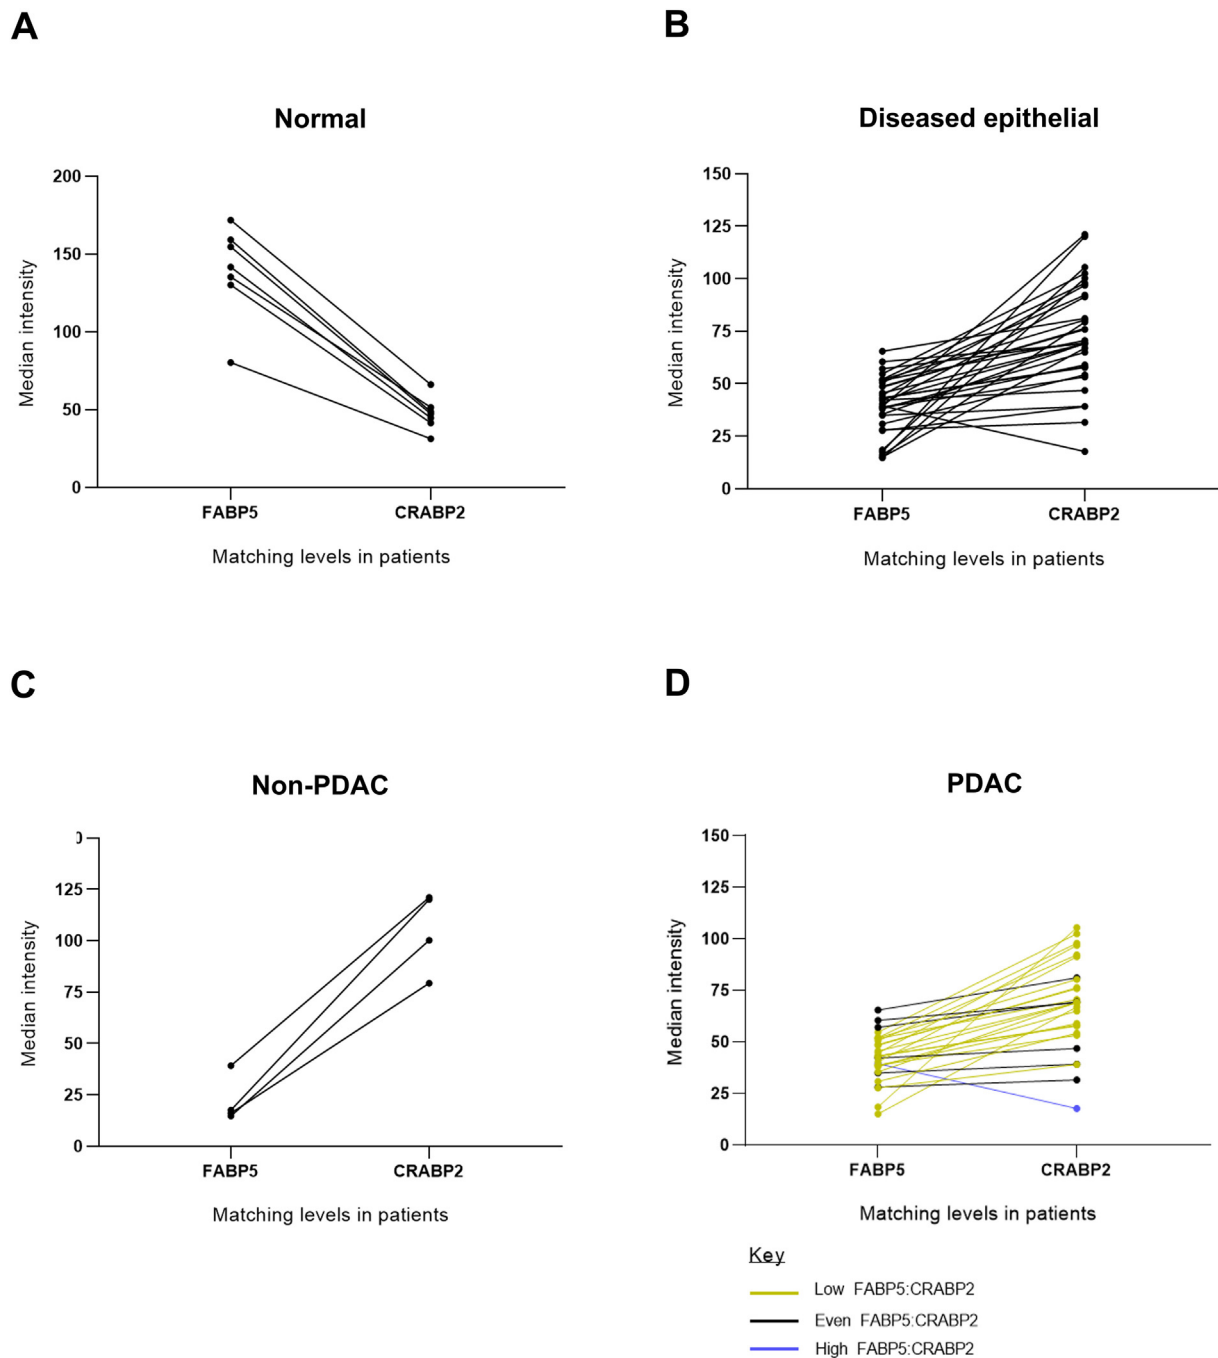 A
Normal
200
150
100
50
0
Median intensity
FABP5 CRABP2
Matching levels in patients
B
Diseased epithelial
150
125
100
75
50
25
0
Median intensity
FABP5 CRABP2
Matching levels in patients
C
Non-PDAC
0
125
100
75
50
25
0
Median intensity
FABP5 CRABP2
Matching levels in patients
D
PDAC
150
125
100
75
50
25
0
Median intensity
FABP5 CRABP2
Matching levels in patients
Key
Low FABP5:CRABP2
Even FABP5:CRABP2
High FABP5:CRABP2